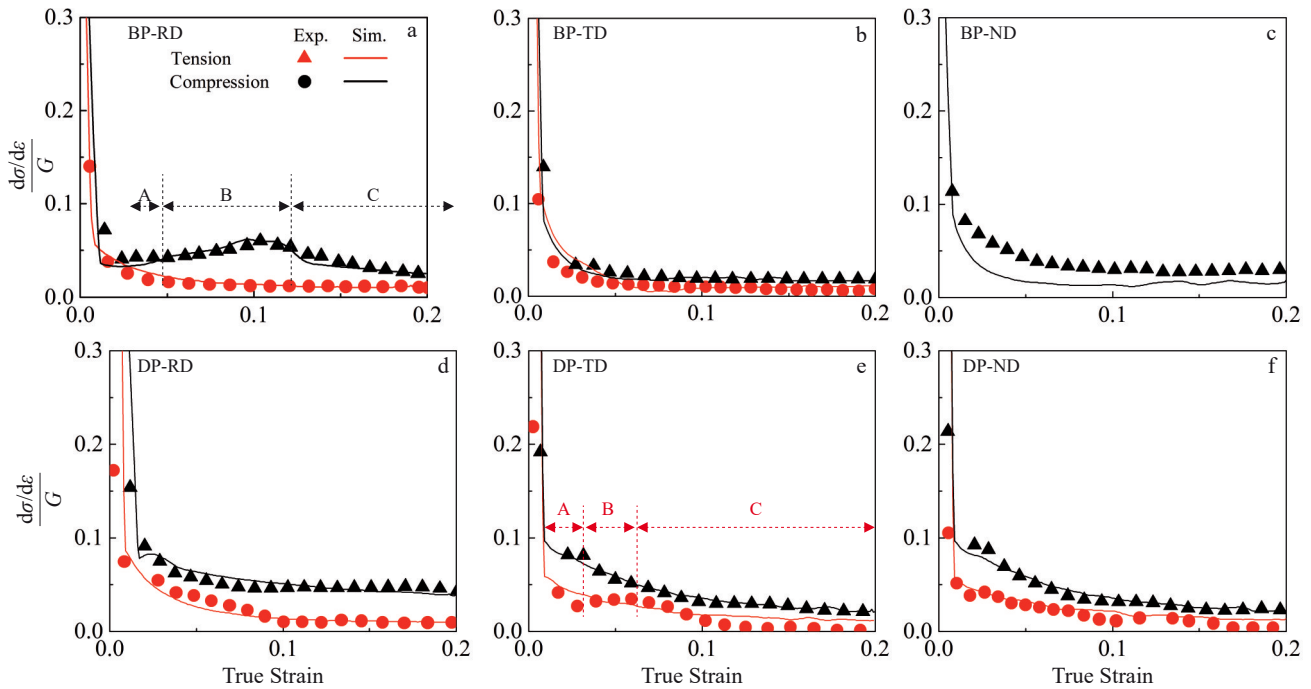 0.3 0.3 0.3
BP-RD Exp. Sim. a BP-TD b BP-ND c
Tension
Compression
0.2 0.2 0.2
dσ/dε
G
A B C
0.1 0.1 0.1
0.0 0.0 0.0
0.0 0.1 0.2 0.0 0.1 0.2 0.0 0.1 0.2
0.3 0.3 0.3
DP-RD d DP-TD e DP-ND f
0.2 0.2 0.2
dσ/dε
G
A B C
0.1 0.1 0.1
0.0 0.0 0.0
0.0 0.1 0.2 0.0 0.1 0.2 0.0 0.1 0.2
True Strain True Strain True Strain